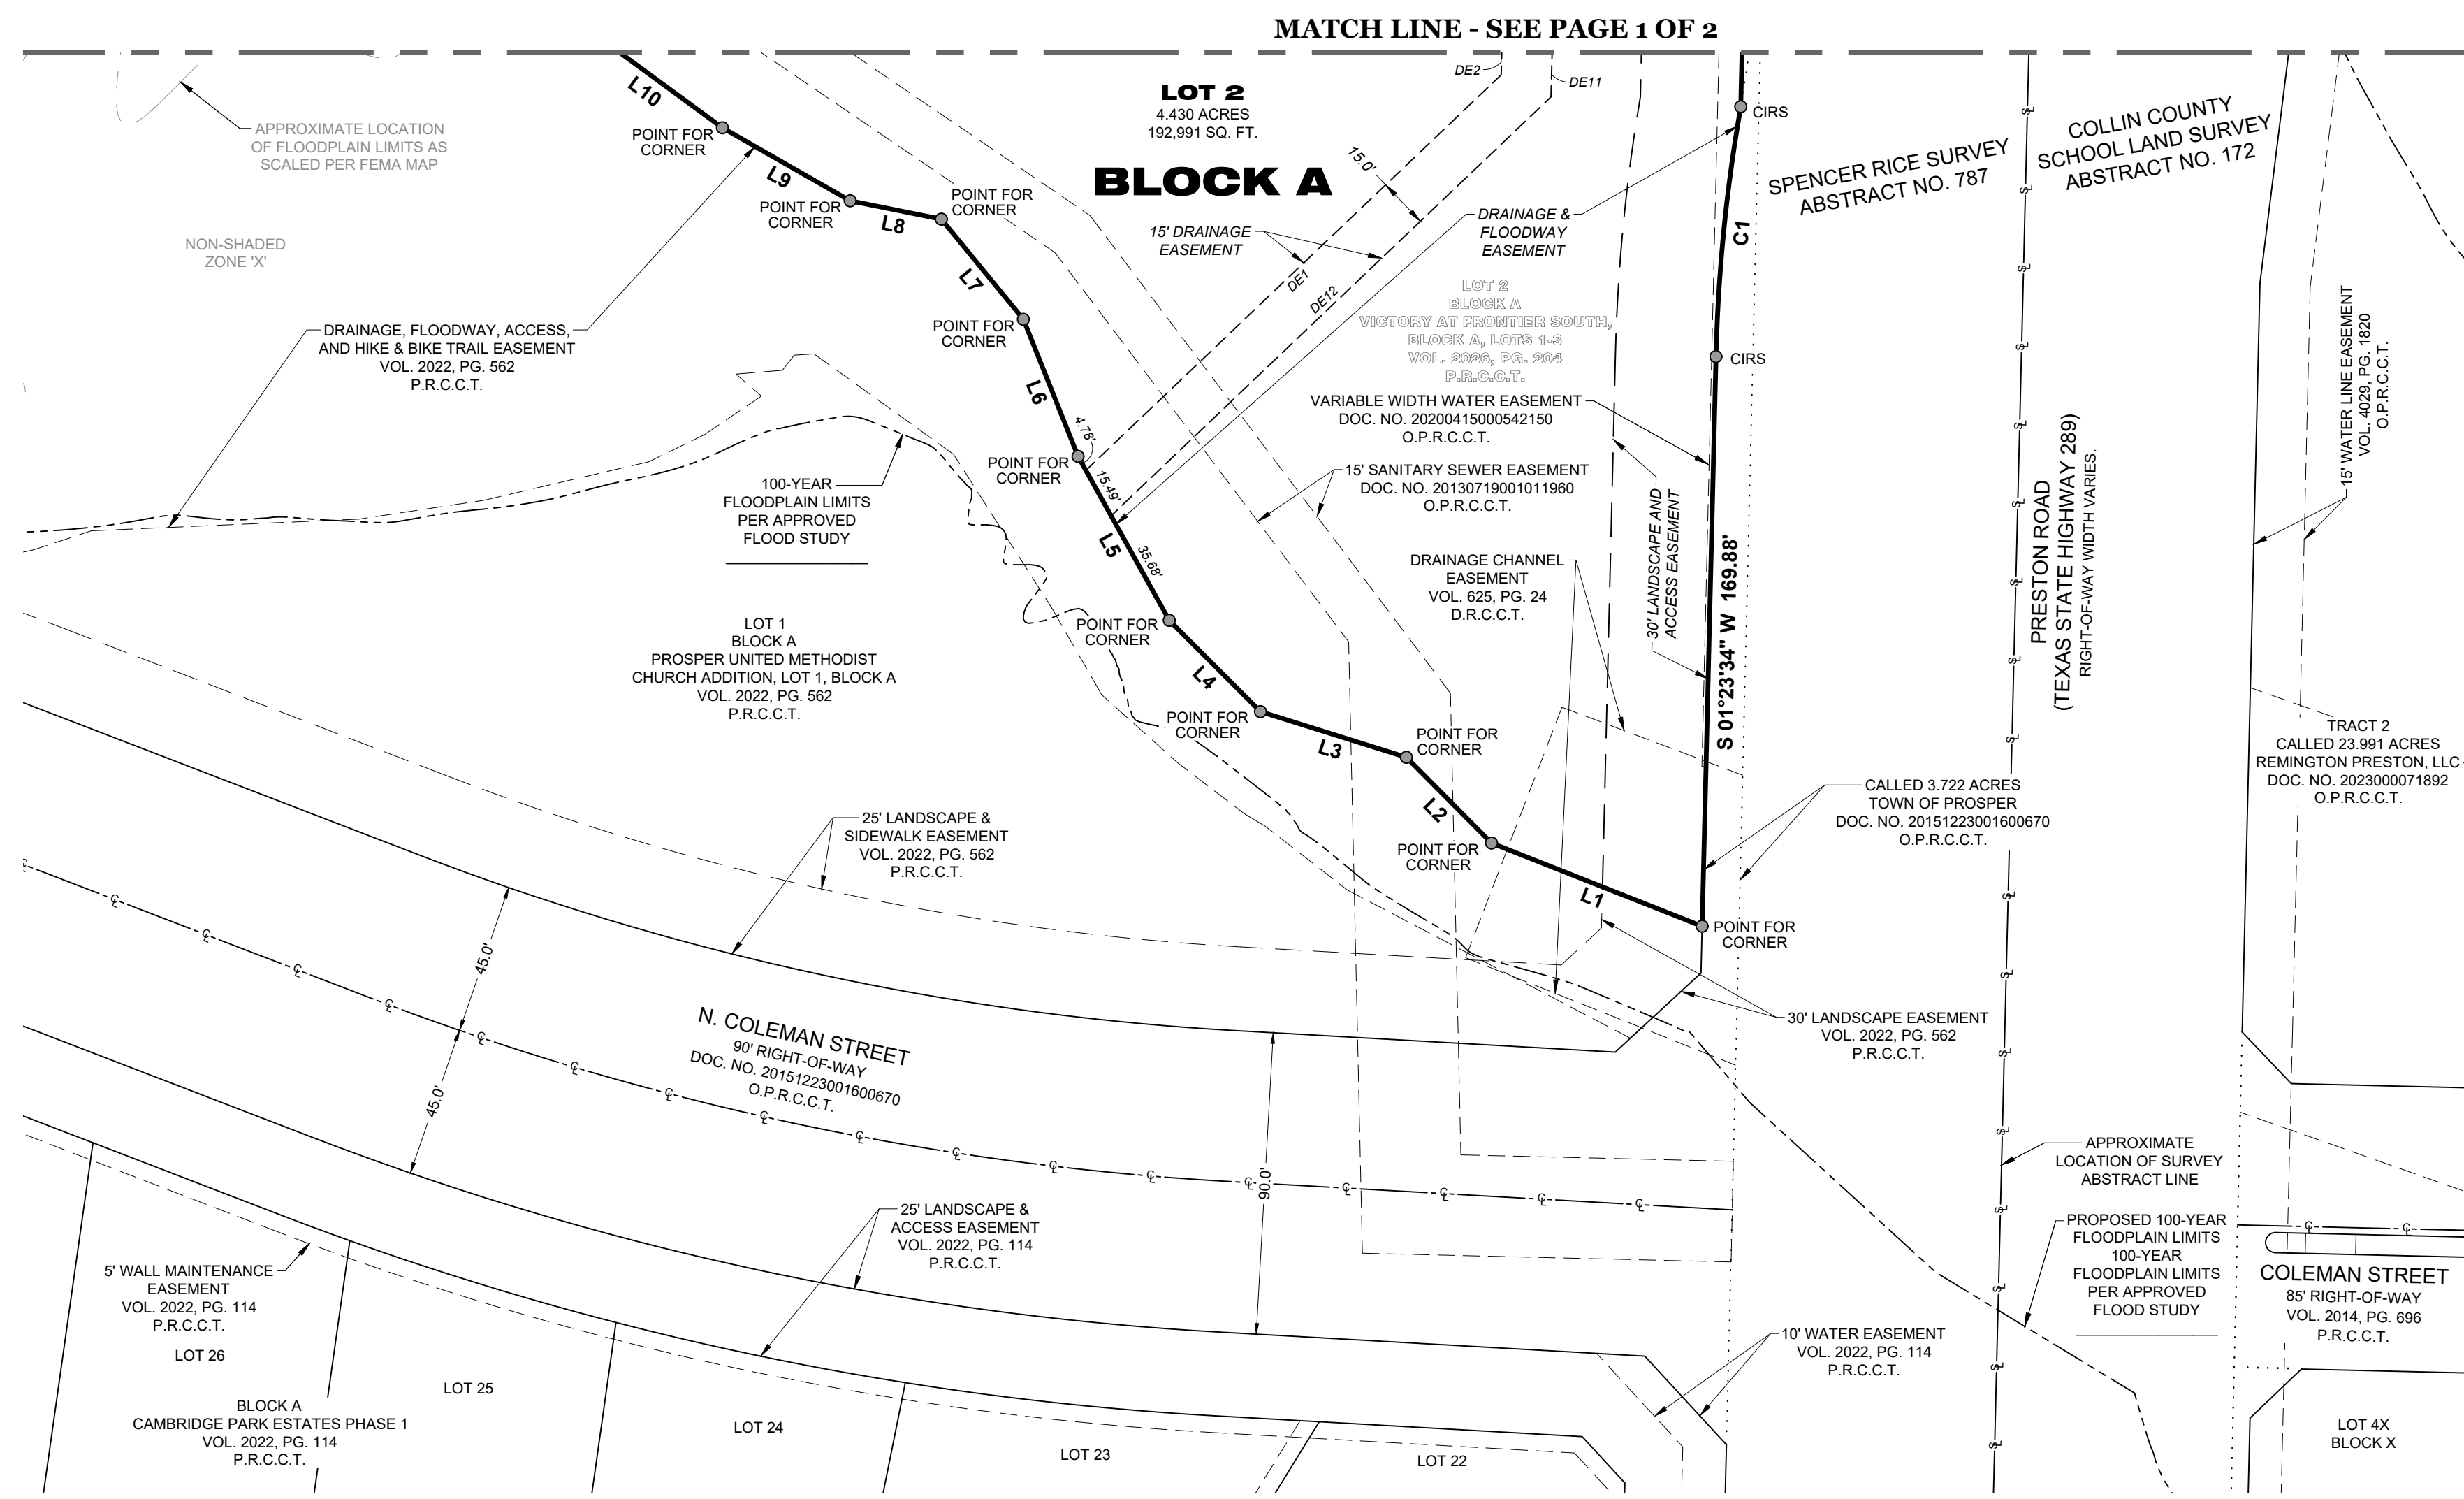 MATCH LINE - SEE PAGE 1 OF 2
L10
POINT FOR
CORNER
APPROXIMATE LOCATION
OF FLOODPLAIN LIMITS AS
SCALED PER FEMA MAP
NON-SHADED
ZONE 'X'
L9
POINT FOR
CORNER
L8
POINT FOR
CORNER
L7
POINT FOR
CORNER
L6
POINT FOR
CORNER
4.78'
15.49'
L5
35.68'
POINT FOR
CORNER
L4
POINT FOR
CORNER
L3
POINT FOR
CORNER
L2
POINT FOR
CORNER
L1
POINT FOR
CORNER
LOT 2
4.430 ACRES
192,991 SQ. FT.
BLOCK A
DE2
DE11
15.0'
15' DRAINAGE
EASEMENT
DE1
DE12
DRAINAGE &
FLOODWAY
EASEMENT
LOT 2
BLOCK A
VICTORY AT FRONTIER SOUTH,
BLOCK A, LOTS 1-3
VOL. 2026, PG. 204
P.R.C.C.T.
VARIABLE WIDTH WATER EASEMENT
DOC. NO. 20200415000542150
O.P.R.C.C.T.
15' SANITARY SEWER EASEMENT
DOC. NO. 20130719001011960
O.P.R.C.C.T.
DRAINAGE CHANNEL
EASEMENT
VOL. 625, PG. 24
D.R.C.C.T.
30' LANDSCAPE AND
ACCESS EASEMENT
CIRS
C1
CIRS
S 01°23'34" W 169.88'
SPENCER RICE SURVEY
ABSTRACT NO. 787
COLLIN COUNTY
SCHOOL LAND SURVEY
ABSTRACT NO. 172
PRESTON ROAD
(TEXAS STATE HIGHWAY 289)
RIGHT-OF-WAY WIDTH VARIES.
15' WATER LINE EASEMENT
VOL. 4029, PG. 1820
O.P.R.C.C.T.
TRACT 2
CALLED 23.991 ACRES
REMINGTON PRESTON, LLC
DOC. NO. 2023000071892
O.P.R.C.C.T.
CALLED 3.722 ACRES
TOWN OF PROSPER
DOC. NO. 20151223001600670
O.P.R.C.C.T.
DRAINAGE, FLOODWAY, ACCESS,
AND HIKE & BIKE TRAIL EASEMENT
VOL. 2022, PG. 562
P.R.C.C.T.
100-YEAR
FLOODPLAIN LIMITS
PER APPROVED
FLOOD STUDY
LOT 1
BLOCK A
PROSPER UNITED METHODIST
CHURCH ADDITION, LOT 1, BLOCK A
VOL. 2022, PG. 562
P.R.C.C.T.
25' LANDSCAPE &
SIDEWALK EASEMENT
VOL. 2022, PG. 562
P.R.C.C.T.
45.0'
45.0'
N. COLEMAN STREET
90' RIGHT-OF-WAY
DOC. NO. 20151223001600670
O.P.R.C.C.T.
90.0'
30' LANDSCAPE EASEMENT
VOL. 2022, PG. 562
P.R.C.C.T.
APPROXIMATE
LOCATION OF SURVEY
ABSTRACT LINE
PROPOSED 100-YEAR
FLOODPLAIN LIMITS
100-YEAR
FLOODPLAIN LIMITS
PER APPROVED
FLOOD STUDY
COLEMAN STREET
85' RIGHT-OF-WAY
VOL. 2014, PG. 696
P.R.C.C.T.
25' LANDSCAPE &
ACCESS EASEMENT
VOL. 2022, PG. 114
P.R.C.C.T.
10' WATER EASEMENT
VOL. 2022, PG. 114
P.R.C.C.T.
5' WALL MAINTENANCE
EASEMENT
VOL. 2022, PG. 114
P.R.C.C.T.
LOT 26
LOT 25
LOT 24
LOT 23
LOT 22
BLOCK A
CAMBRIDGE PARK ESTATES PHASE 1
VOL. 2022, PG. 114
P.R.C.C.T.
LOT 4X
BLOCK X